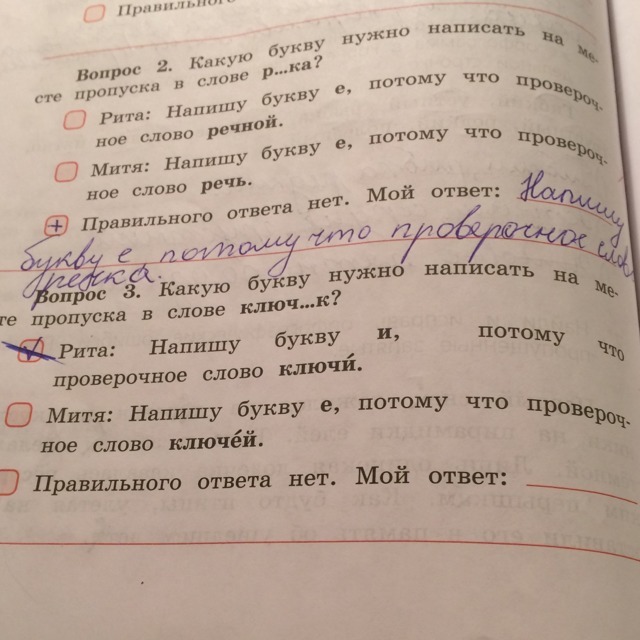 Правильного
Вопрос 2. Какую букву нужно написать на ме-
сте пропуска в слове р...ка?
Рита: Напишу букву е, потому что провероч-
ное слово речной.
Митя: Напишу букву е, потому что провероч-
ное слово речь.
Правильного ответа нет. Мой ответ: Напишу
букву е потому что проверочное слов
речка.
Вопрос 3. Какую букву нужно написать на ме-
те пропуска в слове ключ...к?
Рита: Напишу букву и, потому что
проверочное слово ключи́.
Митя: Напишу букву е, потому что провероч-
ное слово ключе́й.
Правильного ответа нет. Мой ответ: